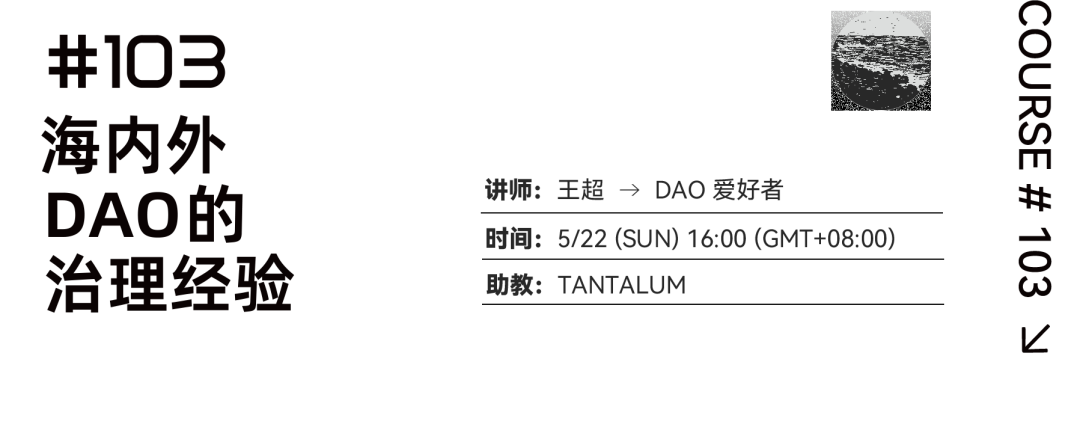 #103
海内外
DAO的
治理经验
讲师：王超 → DAO 爱好者
时间：5/22 (SUN) 16:00 (GMT+08:00)
助教：TANTALUM
COURSE # 103 ↙